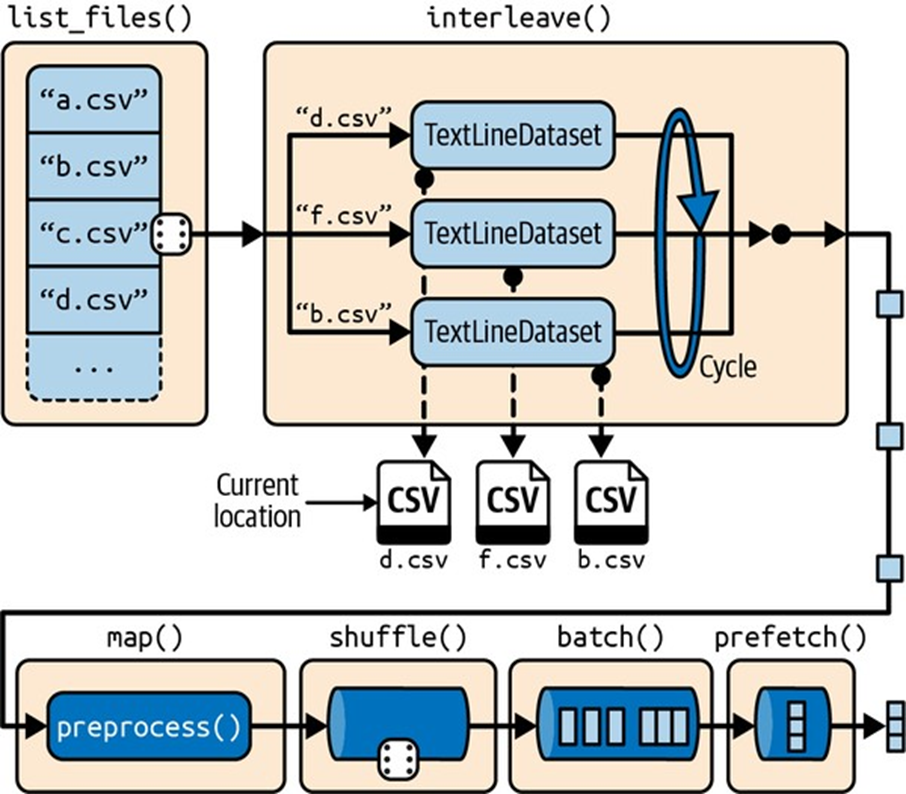 list_files()
interleave()
“a.csv”
“b.csv”
“c.csv”
“d.csv”
...
“d.csv”
TextLineDataset
“f.csv”
TextLineDataset
“b.csv”
TextLineDataset
Cycle
Current
location
CSV
CSV
CSV
d.csv
f.csv
b.csv
map()
shuffle()
batch()
prefetch()
preprocess()